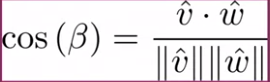 cos (β) = v̂ · ŵ / ‖v̂‖‖ŵ‖